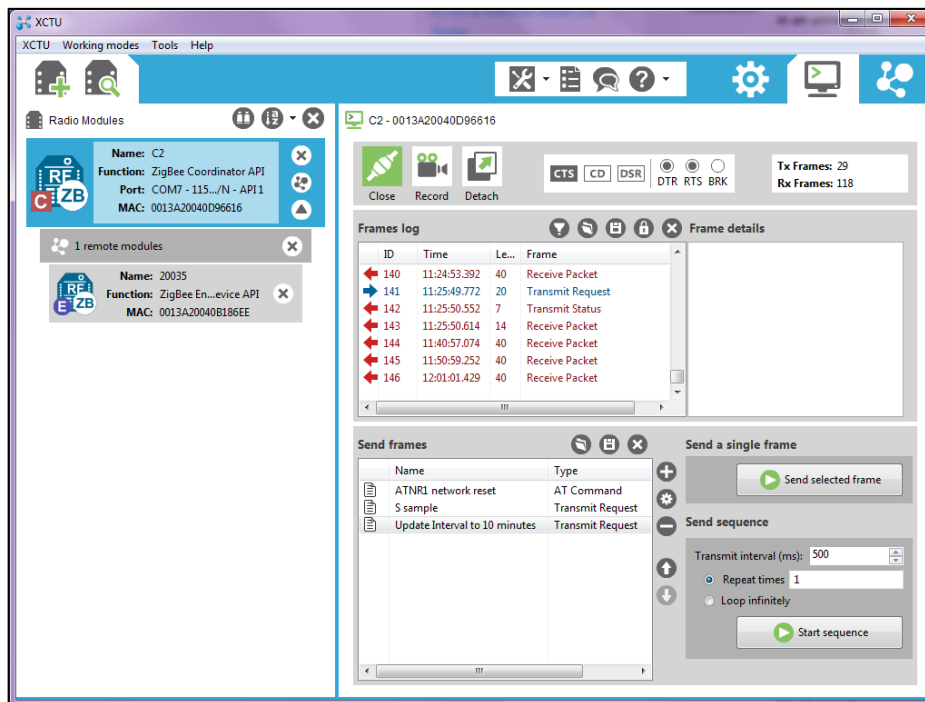 XCTU
XCTU Working modes Tools Help
Radio Modules
Name: C2
Function: ZigBee Coordinator API
Port: COM7 - 115.../N - API 1
MAC: 0013A20040D96616
RF
C ZB
1 remote modules
Name: 20035
Function: ZigBee En...evice API
MAC: 0013A20040B186EE
RF
E ZB
C2 - 0013A20040D96616
Close Record Detach
CTS CD DSR
DTR RTS BRK
Tx Frames: 29
Rx Frames: 118
Frames log
ID Time Le... Frame
140 11:24:53.392 40 Receive Packet
141 11:25:49.772 20 Transmit Request
142 11:25:50.552 7 Transmit Status
143 11:25:50.614 14 Receive Packet
144 11:40:57.074 40 Receive Packet
145 11:50:59.252 40 Receive Packet
146 12:01:01.429 40 Receive Packet
Frame details
Send frames
Name Type
ATNR1 network reset AT Command
S sample Transmit Request
Update Interval to 10 minutes Transmit Request
Send a single frame
Send selected frame
Send sequence
Transmit interval (ms): 500
Repeat times 1
Loop infinitely
Start sequence